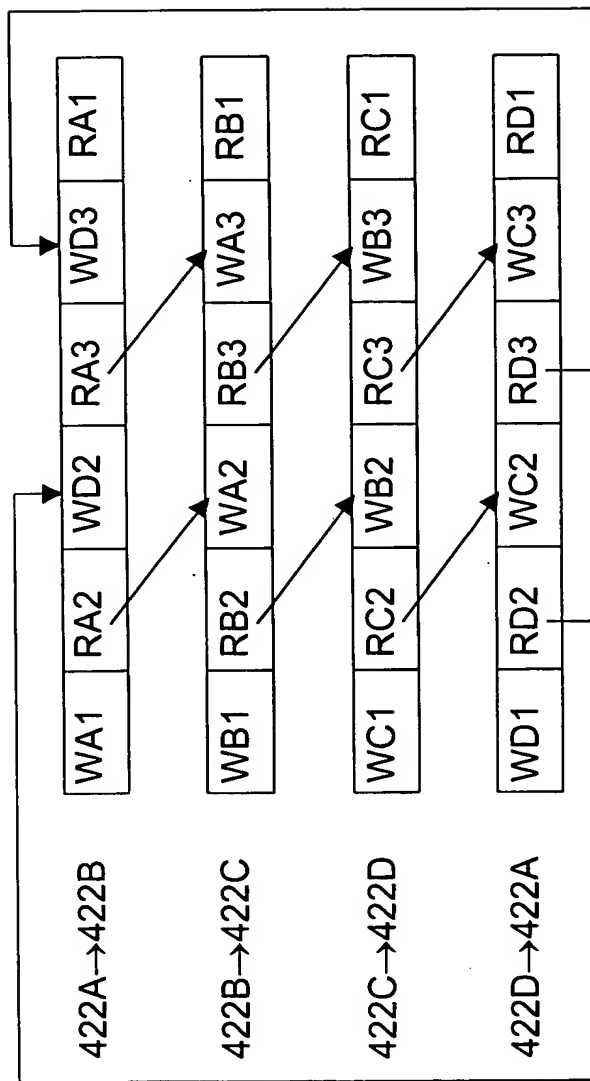 422A→422B WA1 RA2 WD2 RA3 WD3 RA1
422B→422C WB1 RB2 WA2 RB3 WA3 RB1
422C→422D WC1 RC2 WB2 RC3 WB3 RC1
422D→422A WD1 RD2 WC2 RD3 WC3 RD1